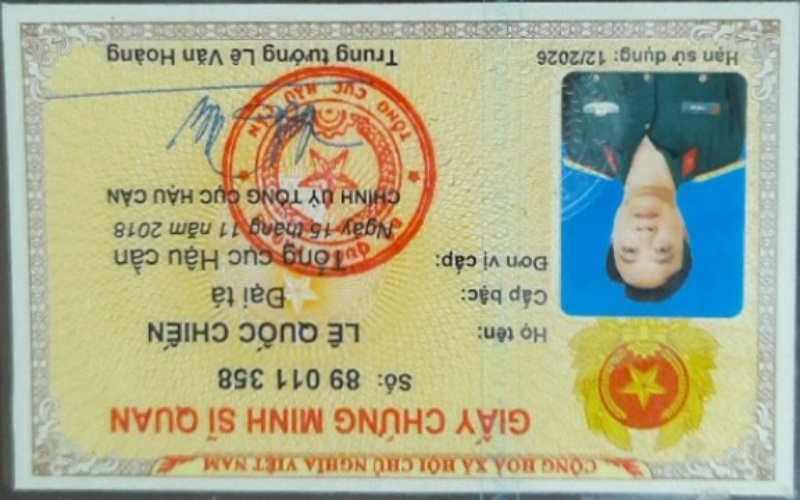 CỘNG HOÀ XÃ HỘI CHỦ NGHĨA VIỆT NAM
GIẤY CHỨNG MINH SĨ QUAN
Số: 89 011 358
Họ tên: LÊ QUỐC CHIẾN
Cấp bậc: Đại tá
Đơn vị cấp: Tổng cục Hậu cần
Ngày 15 tháng 11 năm 2018
CHÍNH UỶ TỔNG CỤC HẬU CẦN
TỔNG CỤC HẬU CẦN
Trung tướng Lê Văn Hoàng
Hạn sử dụng: 12/2026